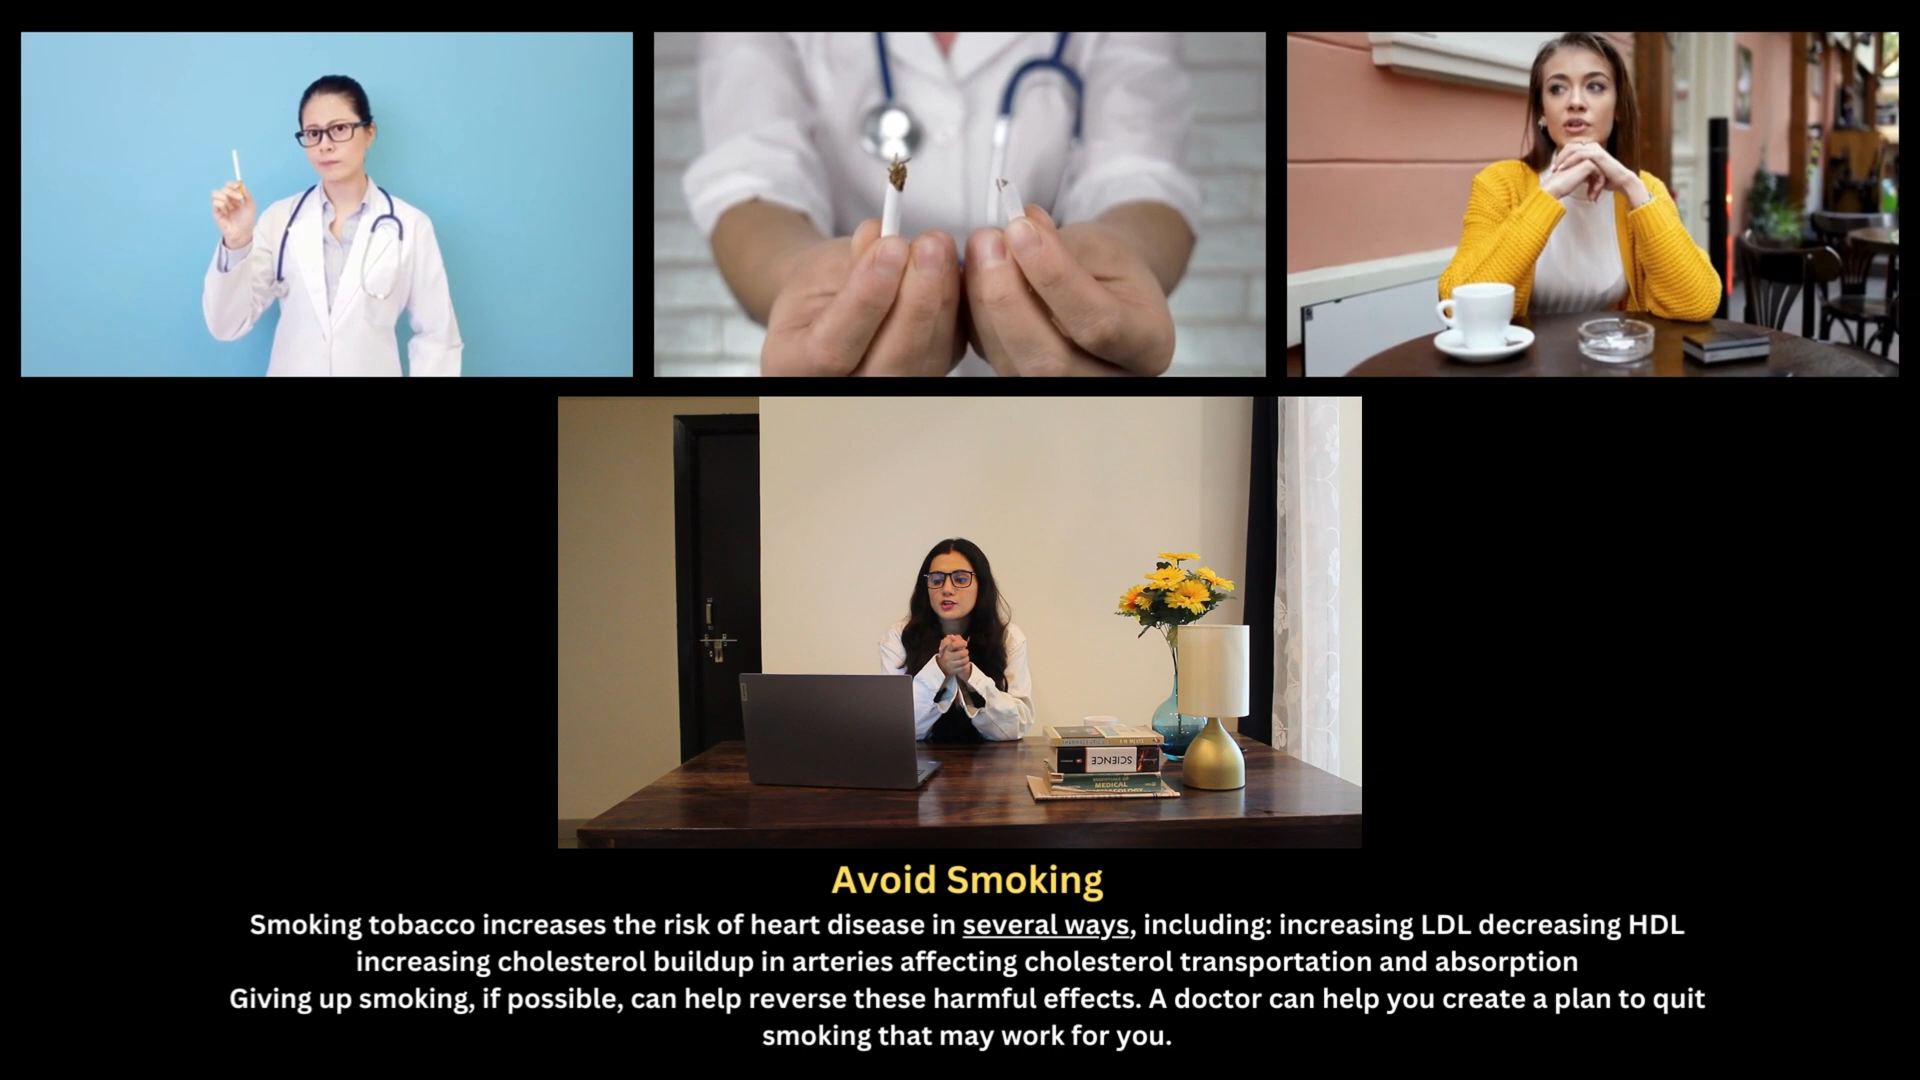 SCIENCE
MEDICAL
Avoid Smoking
Smoking tobacco increases the risk of heart disease in several ways, including: increasing LDL decreasing HDL
increasing cholesterol buildup in arteries affecting cholesterol transportation and absorption
Giving up smoking, if possible, can help reverse these harmful effects. A doctor can help you create a plan to quit
smoking that may work for you.